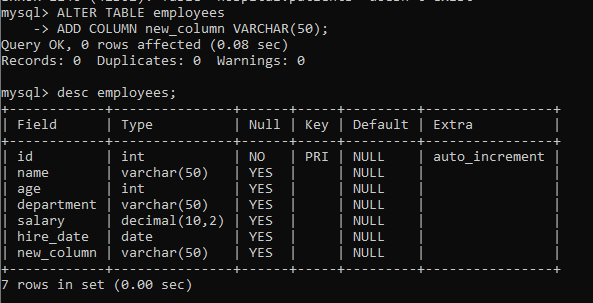 mysql> ALTER TABLE employees
    -> ADD COLUMN new_column VARCHAR(50);
Query OK, 0 rows affected (0.08 sec)
Records: 0  Duplicates: 0  Warnings: 0

mysql> desc employees;
+------------+---------------+------+-----+---------+----------------+
| Field      | Type          | Null | Key | Default | Extra          |
+------------+---------------+------+-----+---------+----------------+
| id         | int           | NO   | PRI | NULL    | auto_increment |
| name       | varchar(50)   | YES  |     | NULL    |                |
| age        | int           | YES  |     | NULL    |                |
| department | varchar(50)   | YES  |     | NULL    |                |
| salary     | decimal(10,2) | YES  |     | NULL    |                |
| hire_date  | date          | YES  |     | NULL    |                |
| new_column | varchar(50)   | YES  |     | NULL    |                |
+------------+---------------+------+-----+---------+----------------+
7 rows in set (0.00 sec)